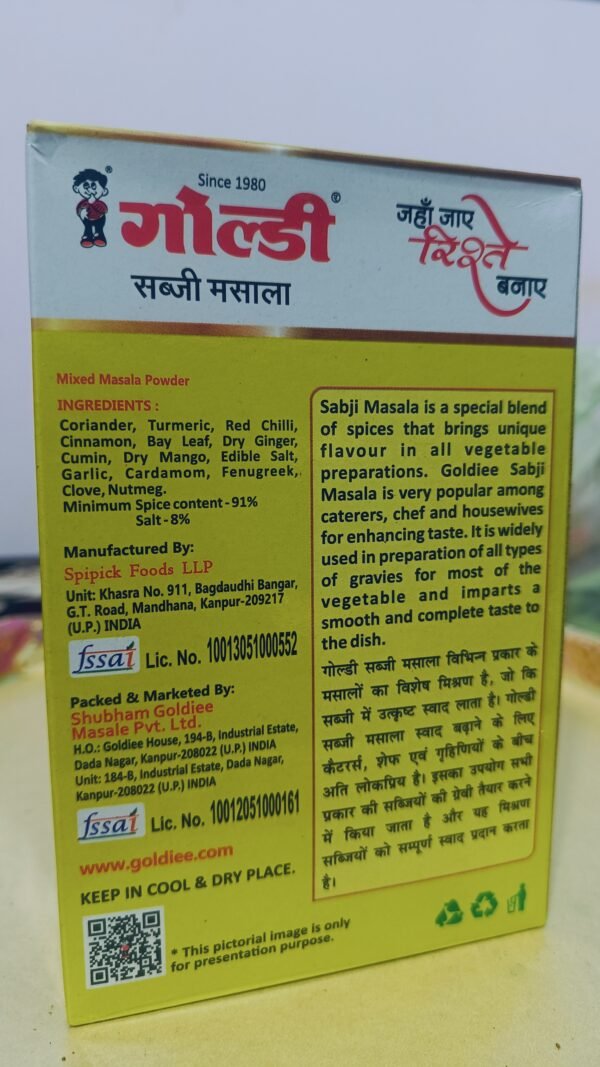 Since 1980
गोल्डी
सब्जी मसाला
जहाँ जाए
रिश्ते
बनाए
Mixed Masala Powder
INGREDIENTS :
Coriander, Turmeric, Red Chilli,
Cinnamon, Bay Leaf, Dry Ginger,
Cumin, Dry Mango, Edible Salt,
Garlic, Cardamom, Fenugreek,
Clove, Nutmeg.
Minimum Spice content - 91%
Salt - 8%
Manufactured By:
Spipick Foods LLP
Unit: Khasra No. 911, Bagdaudhi Bangar,
G.T. Road, Mandhana, Kanpur-209217
(U.P.) INDIA
fssai Lic. No. 10013051000552
Packed & Marketed By:
Shubham Goldiee
Masale Pvt. Ltd.
H.O.: Goldiee House, 194-B, Industrial Estate,
Dada Nagar, Kanpur-208022 (U.P.) INDIA
Unit: 184-B, Industrial Estate, Dada Nagar,
Kanpur-208022 (U.P.) INDIA
fssai Lic. No. 10012051000161
www.goldiee.com
KEEP IN COOL & DRY PLACE.
* This pictorial image is only
for presentation purpose.
Sabji Masala is a special blend
of spices that brings unique
flavour in all vegetable
preparations. Goldiee Sabji
Masala is very popular among
caterers, chef and housewives
for enhancing taste. It is widely
used in preparation of all types
of gravies for most of the
vegetable and imparts a
smooth and complete taste to
the dish.
गोल्डी सब्जी मसाला विभिन्न प्रकार के
मसालों का विशेष मिश्रण है, जो कि
सब्जी में उत्कृष्ट स्वाद लाता है। गोल्डी
सब्जी मसाला स्वाद बढ़ाने के लिए
कैटरर्स, शेफ एवं गृहिणियों के बीच
अति लोकप्रिय है। इसका उपयोग सभी
प्रकार की सब्जियों की ग्रेवी तैयार करने
में किया जाता है और यह मिश्रण
सब्जियों को सम्पूर्ण स्वाद प्रदान करता
है।